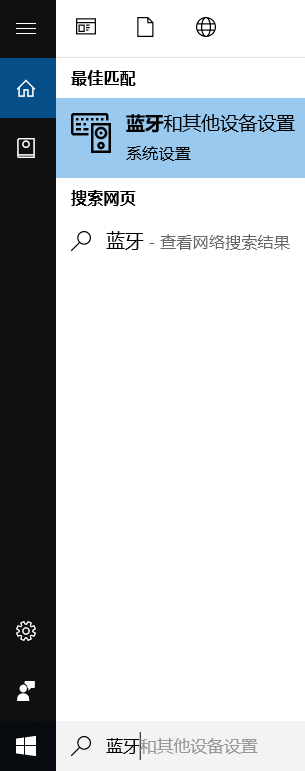 最佳匹配
蓝牙和其他设备设置
系统设置
搜索网页
蓝牙 - 查看网络搜索结果
蓝牙和其他设备设置